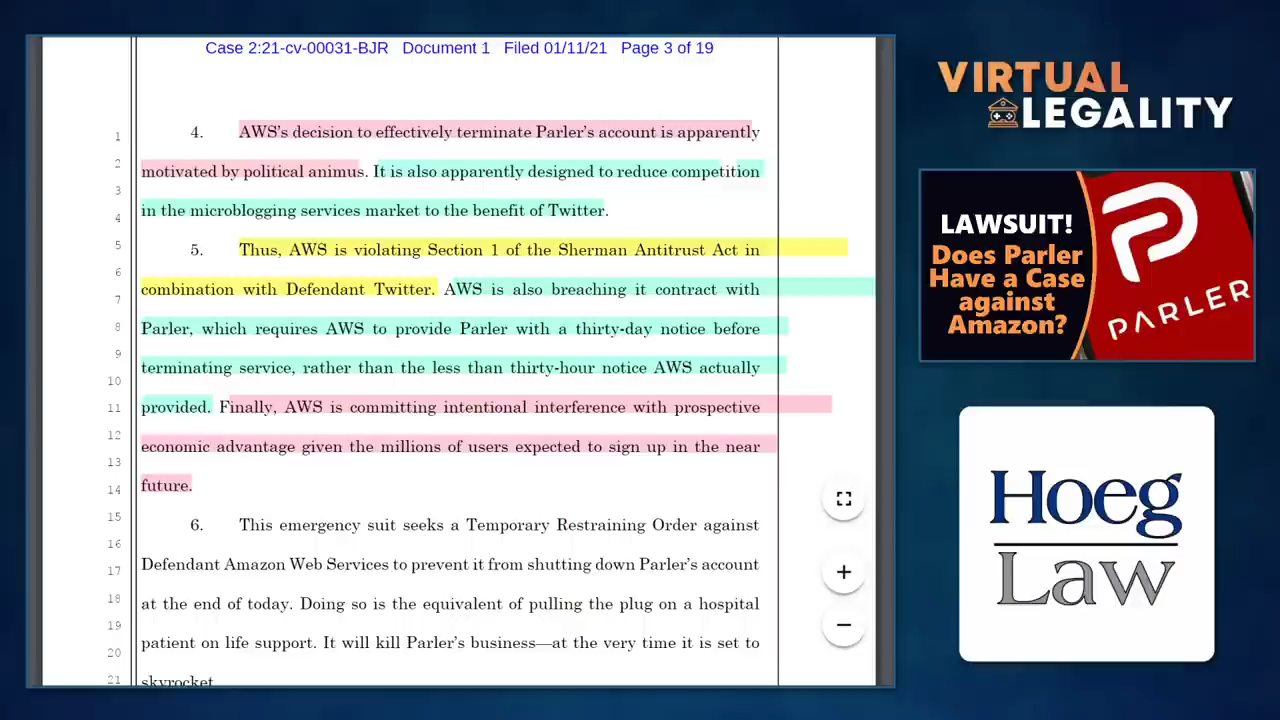 Case 2:21-cv-00031-BJR Document 1 Filed 01/11/21 Page 3 of 19
1
2
3
4
5
6
7
8
9
10
11
12
13
14
15
16
17
18
19
20
21
4. AWS's decision to effectively terminate Parler's account is apparently
motivated by political animus. It is also apparently designed to reduce competition
in the microblogging services market to the benefit of Twitter.
5. Thus, AWS is violating Section 1 of the Sherman Antitrust Act in
combination with Defendant Twitter. AWS is also breaching it contract with
Parler, which requires AWS to provide Parler with a thirty-day notice before
terminating service, rather than the less than thirty-hour notice AWS actually
provided. Finally, AWS is committing intentional interference with prospective
economic advantage given the millions of users expected to sign up in the near
future.
6. This emergency suit seeks a Temporary Restraining Order against
Defendant Amazon Web Services to prevent it from shutting down Parler's account
at the end of today. Doing so is the equivalent of pulling the plug on a hospital
patient on life support. It will kill Parler's business—at the very time it is set to
skyrocket
VIRTUAL
LEGALITY
LAWSUIT!
Does Parler
Have a Case
against
Amazon?
PARLER
Hoeg
Law